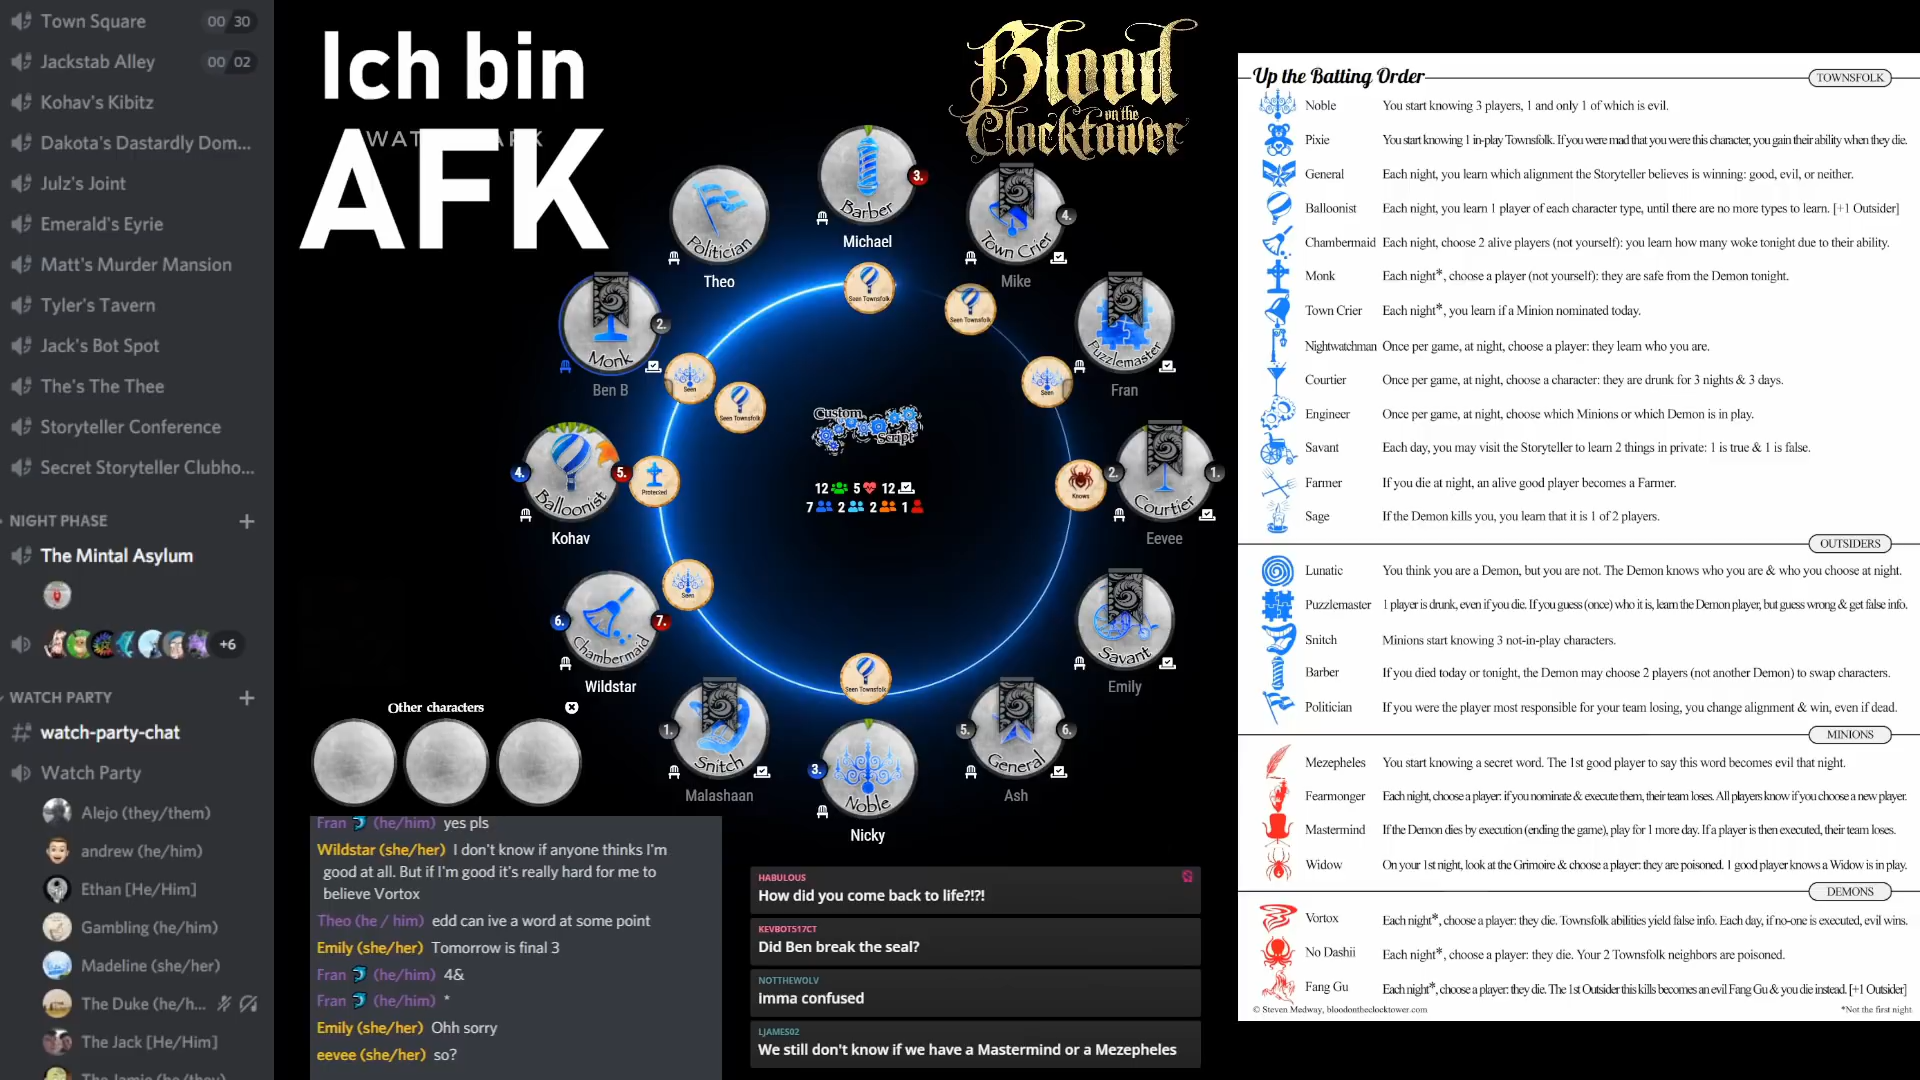 Town Square 00 30
Jackstab Alley 00 02
Kohav's Kibitz
Dakota's Dastardly Dom...
Julz's Joint
Emerald's Eyrie
Matt's Murder Mansion
Tyler's Tavern
Jack's Bot Spot
The's The Thee
Storyteller Conference
Secret Storyteller Clubho...
NIGHT PHASE
The Mintal Asylum
+6
WATCH PARTY
watch-party-chat
Watch Party
Alejo (they/them)
andrew (he/him)
Ethan [He/Him]
Gambling (he/him)
Madeline (she/her)
The Duke (he/h...
The Jack [He/Him]
The Jamie (he/they)
Ich bin
AFK
Blood
on the
Clocktower
Barber
3.
Michael
Town Crier
4.
Mike
Puzzlemaster
Fran
Courtier
2.
1.
Eevee
Savant
Emily
General
5.
6.
Ash
Noble
3.
Nicky
Snitch
1.
Malashaan
Chambermaid
6.
7.
Wildstar
Balloonist
4.
5.
Kohav
Monk
2.
Ben B
Politician
Theo
Seen Townsfolk
Seen Townsfolk
Seen
Knows
Seen Townsfolk
Seen
Protected
Seen
Seen Townsfolk
Custom
Script
12 5 12
7 2 2 1
Other characters
Fran (he/him) yes pls
Wildstar (she/her) I don't know if anyone thinks I'm
good at all. But if I'm good it's really hard for me to
believe Vortox
Theo (he / him) edd can ive a word at some point
Emily (she/her) Tomorrow is final 3
Fran (he/him) 4&
Fran (he/him) *
Emily (she/her) Ohh sorry
eevee (she/her) so?
HABULOUS
How did you come back to life?!?!
KEVBOT517CT
Did Ben break the seal?
NOTTHEWOLV
imma confused
LJAMES02
We still don't know if we have a Mastermind or a Mezepheles
Up the Batting Order
TOWNSFOLK
Noble You start knowing 3 players, 1 and only 1 of which is evil.
Pixie You start knowing 1 in-play Townsfolk. If you were mad that you were this character, you gain their ability when they die.
General Each night, you learn which alignment the Storyteller believes is winning: good, evil, or neither.
Balloonist Each night, you learn 1 player of each character type, until there are no more types to learn. [+1 Outsider]
Chambermaid Each night, choose 2 alive players (not yourself): you learn how many woke tonight due to their ability.
Monk Each night*, choose a player (not yourself): they are safe from the Demon tonight.
Town Crier Each night*, you learn if a Minion nominated today.
Nightwatchman Once per game, at night, choose a player: they learn who you are.
Courtier Once per game, at night, choose a character: they are drunk for 3 nights & 3 days.
Engineer Once per game, at night, choose which Minions or which Demon is in play.
Savant Each day, you may visit the Storyteller to learn 2 things in private: 1 is true & 1 is false.
Farmer If you die at night, an alive good player becomes a Farmer.
Sage If the Demon kills you, you learn that it is 1 of 2 players.
OUTSIDERS
Lunatic You think you are a Demon, but you are not. The Demon knows who you are & who you choose at night.
Puzzlemaster 1 player is drunk, even if you die. If you guess (once) who it is, learn the Demon player, but guess wrong & get false info.
Snitch Minions start knowing 3 not-in-play characters.
Barber If you died today or tonight, the Demon may choose 2 players (not another Demon) to swap characters.
Politician If you were the player most responsible for your team losing, you change alignment & win, even if dead.
MINIONS
Mezepheles You start knowing a secret word. The 1st good player to say this word becomes evil that night.
Fearmonger Each night, choose a player: if you nominate & execute them, their team loses. All players know if you choose a new player.
Mastermind If the Demon dies by execution (ending the game), play for 1 more day. If a player is then executed, their team loses.
Widow On your 1st night, look at the Grimoire & choose a player: they are poisoned. 1 good player knows a Widow is in play.
DEMONS
Vortox Each night*, choose a player: they die. Townsfolk abilities yield false info. Each day, if no-one is executed, evil wins.
No Dashii Each night*, choose a player: they die. Your 2 Townsfolk neighbors are poisoned.
Fang Gu Each night*, choose a player: they die. The 1st Outsider this kills becomes an evil Fang Gu & you die instead. [+1 Outsider]
© Steven Medway, bloodontheclocktower.com *Not the first night